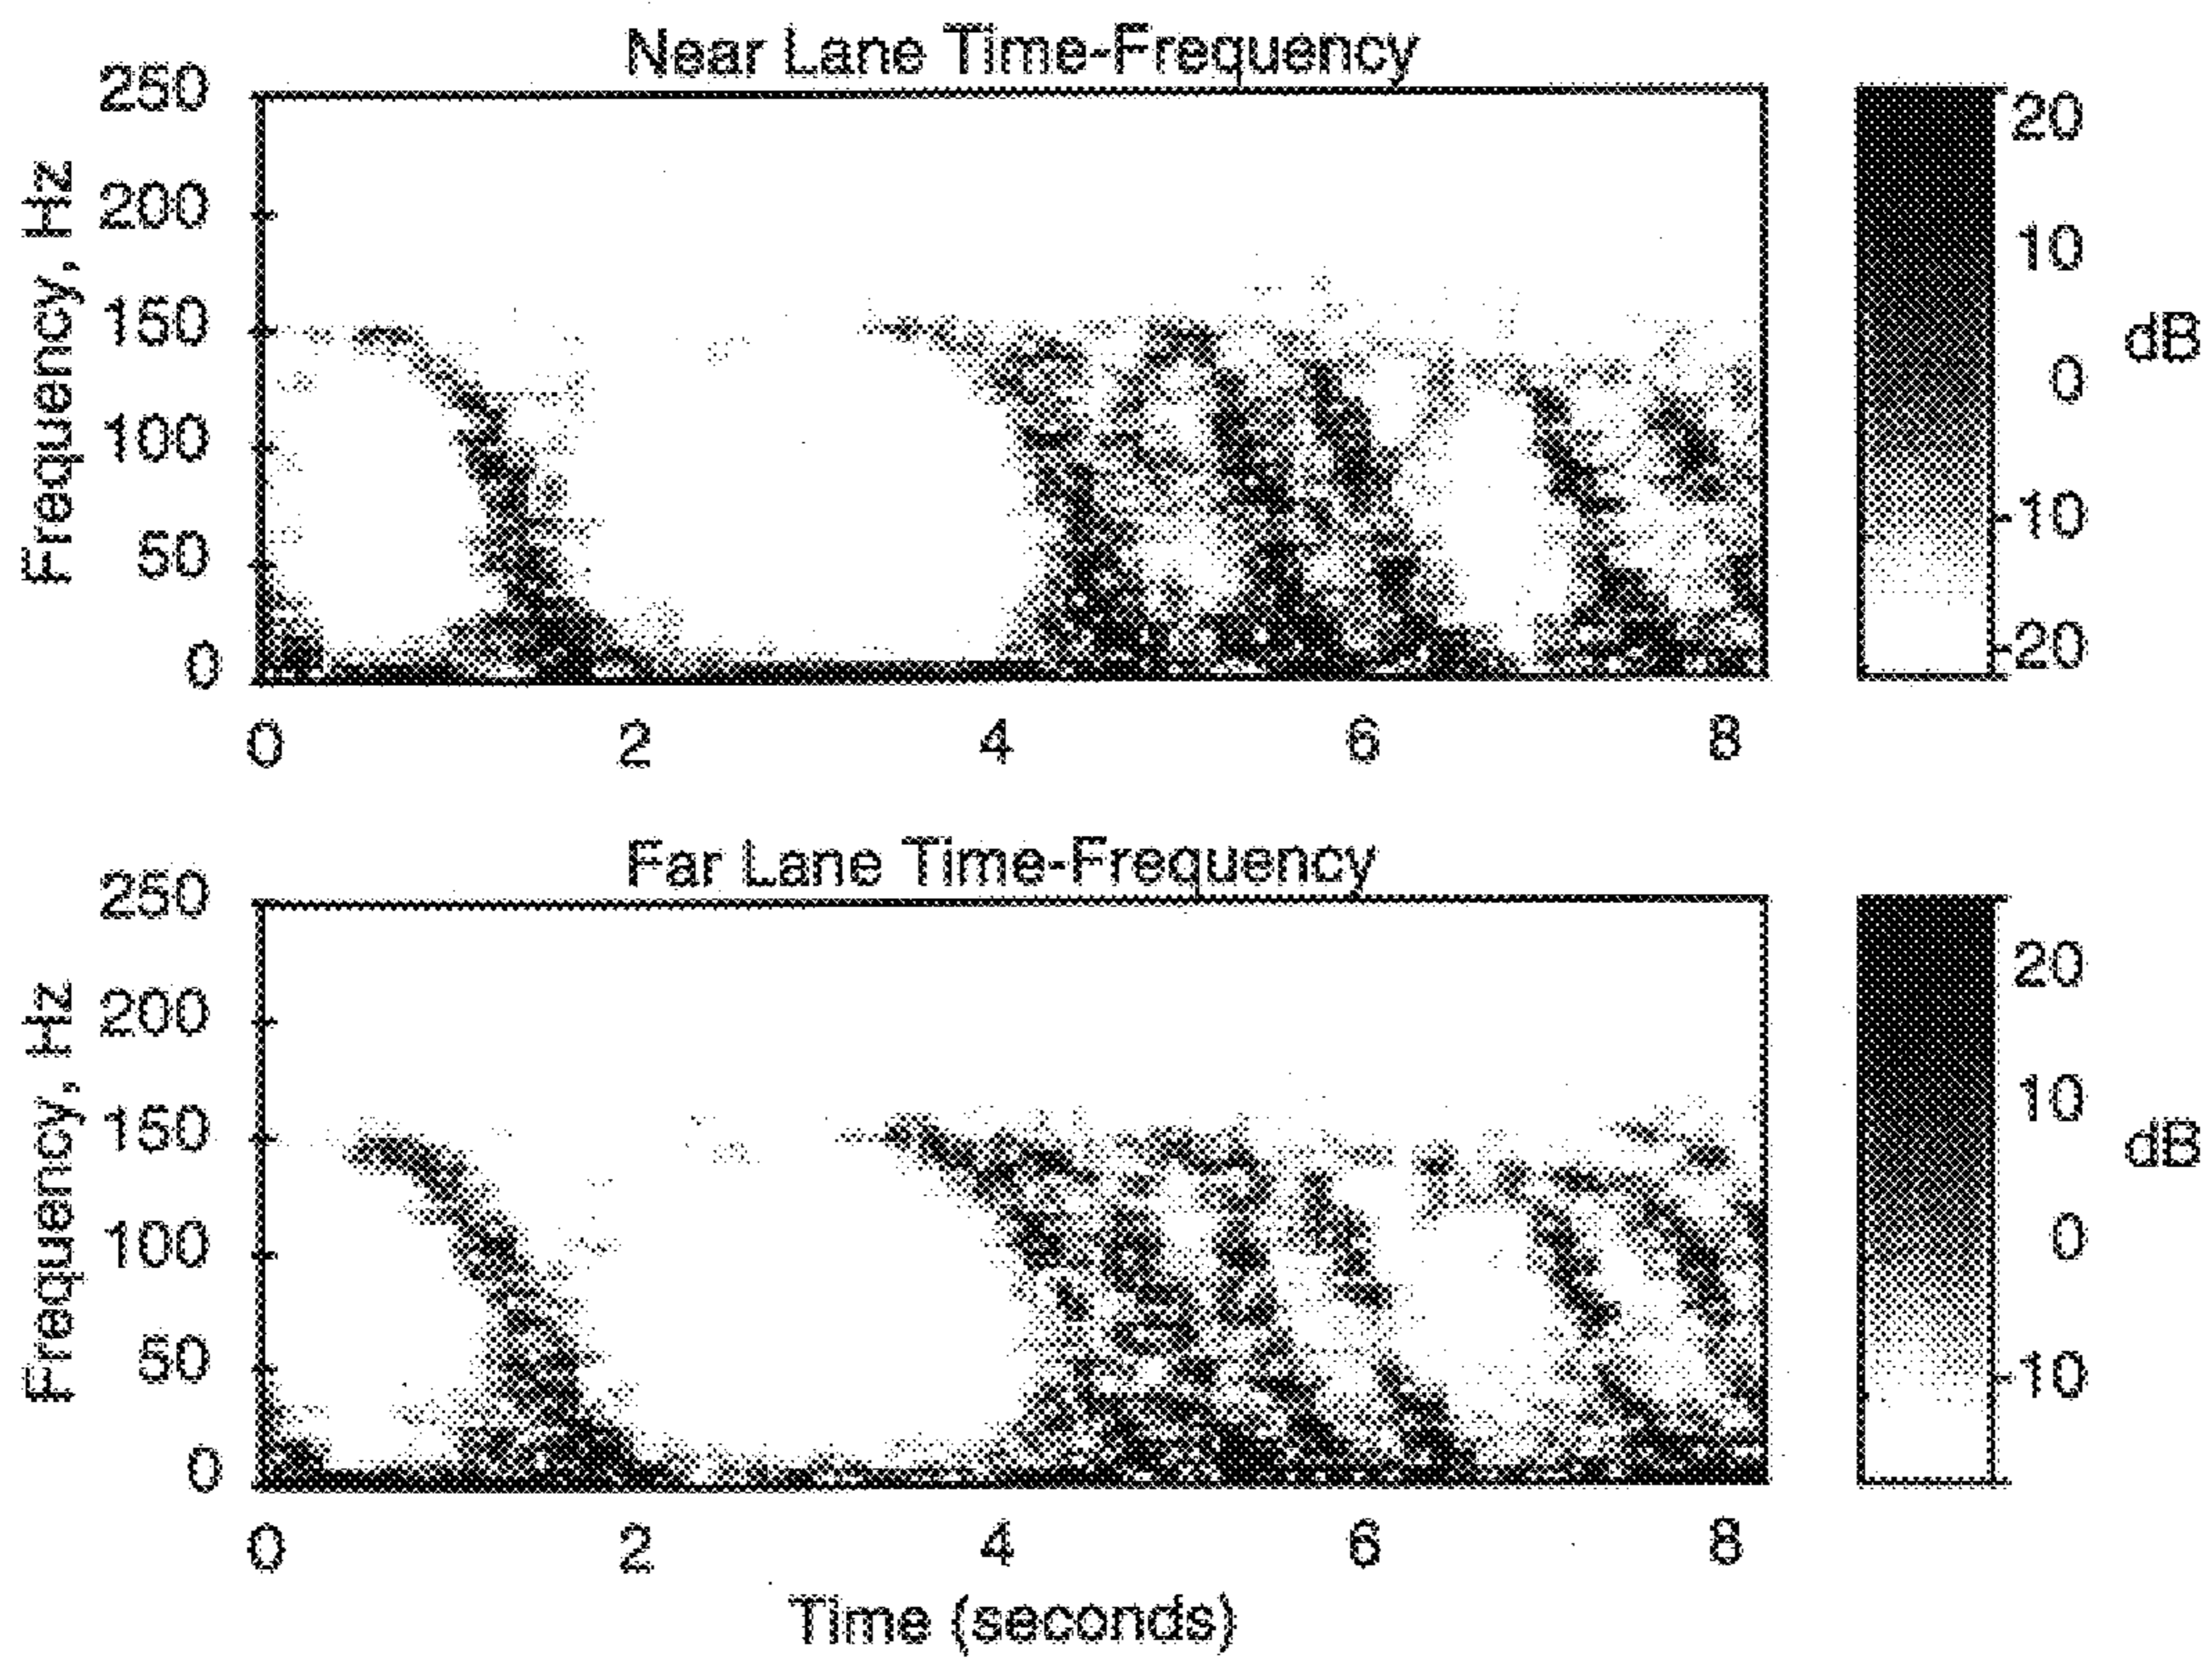 Near Lane Time-Frequency
250
200
150
100
50
0
Frequency, Hz
0 2 4 6 8
20
10
0
-10
-20
dB
Far Lane Time-Frequency
250
200
150
100
50
0
Frequency, Hz
0 2 4 6 8
Time (seconds)
20
10
0
-10
dB